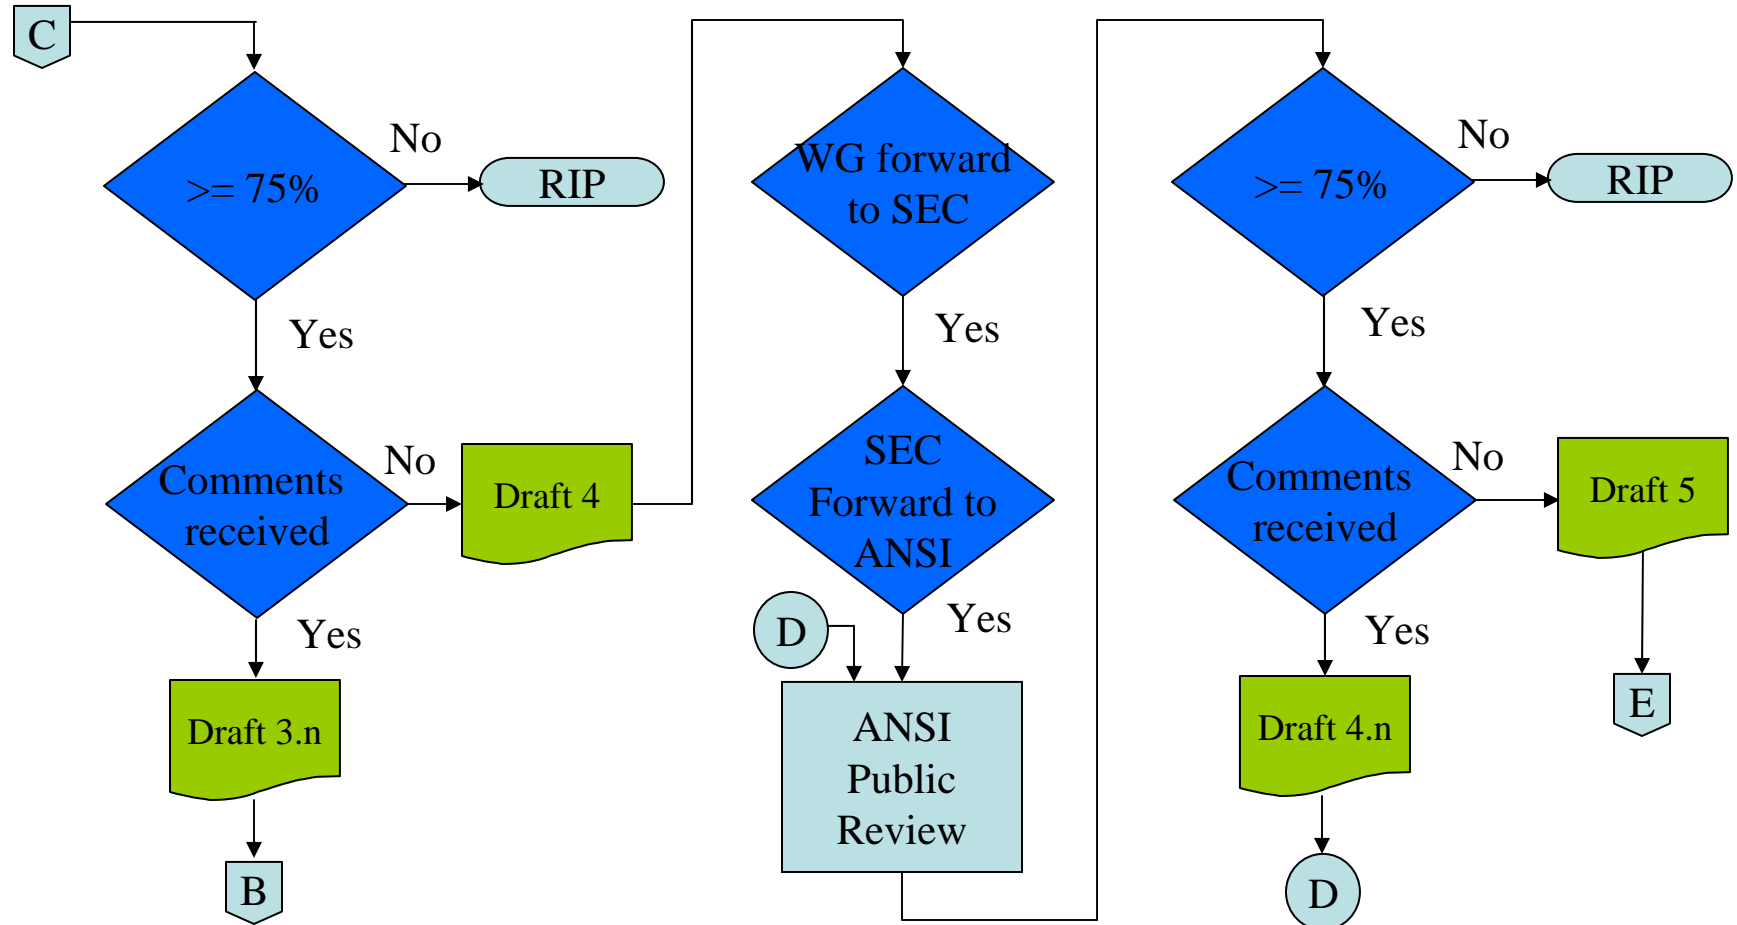 C
>= 75%
No
RIP
Yes
Comments
received
No
Draft 4
Yes
Draft 3.n
B
WG forward
to SEC
Yes
SEC
Forward to
ANSI
Yes
D
ANSI
Public
Review
>= 75%
No
RIP
Yes
Comments
received
No
Draft 5
E
Yes
Draft 4.n
D